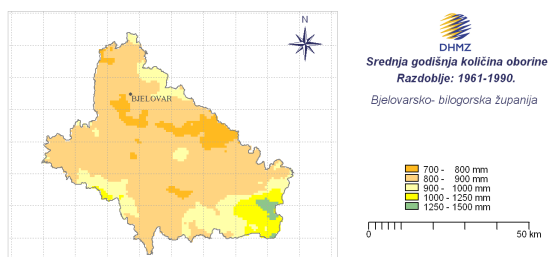 N
BJELOVAR
DHMZ
Srednja godišnja količina oborine
Razdoblje: 1961-1990.
Bjelovarsko- bilogorska županija
700 - 800 mm
800 - 900 mm
900 - 1000 mm
1000 - 1250 mm
1250 - 1500 mm
0 50 km